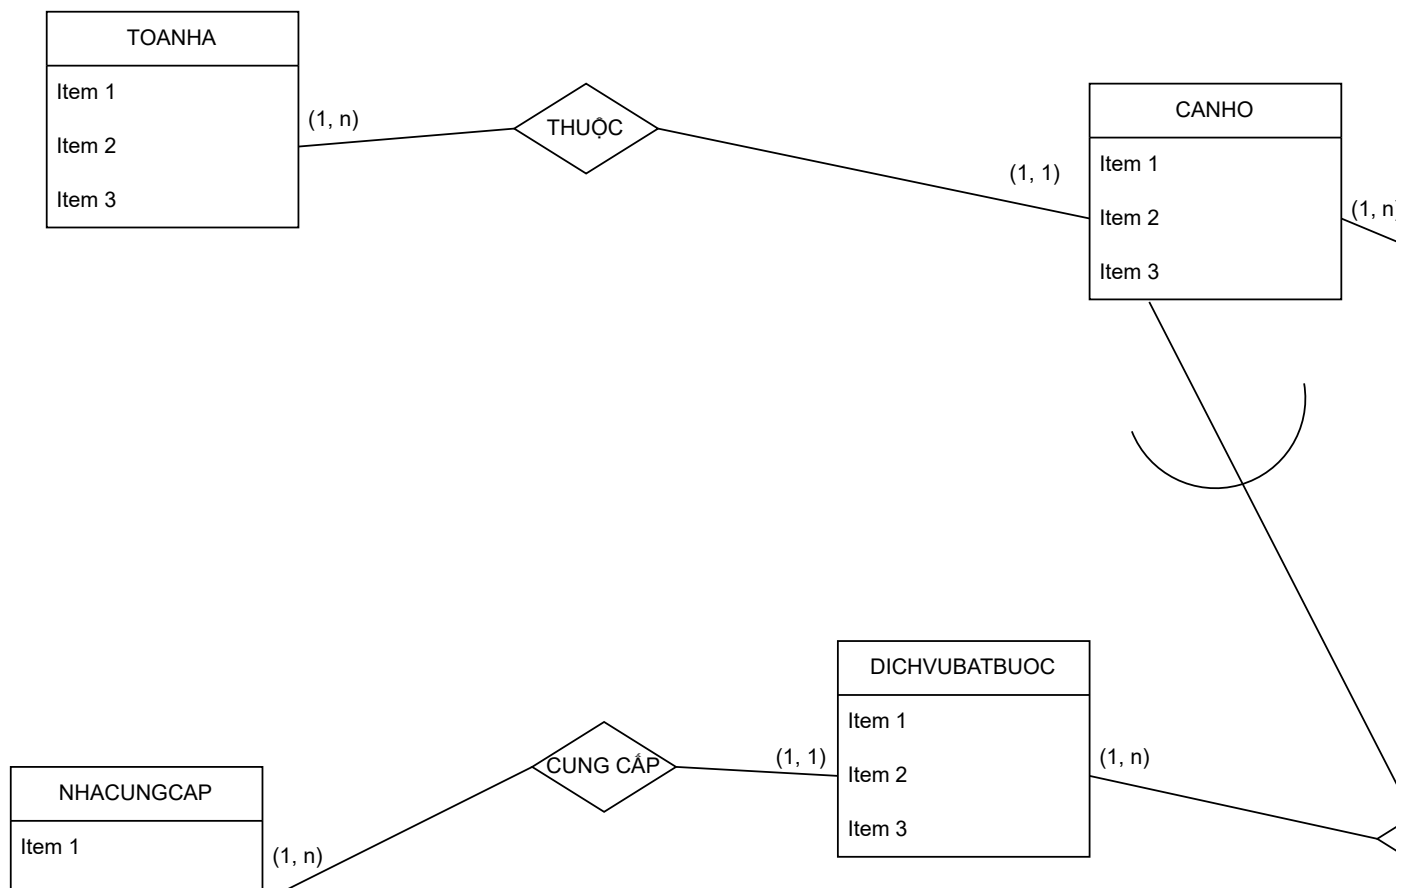 TOANHA
Item 1
Item 2
Item 3
(1, n)
THUỘC
(1, 1)
CANHO
Item 1
Item 2
Item 3
(1, n)
DICHVUBATBUOC
Item 1
Item 2
Item 3
(1, 1)
(1, n)
CUNG CẤP
NHACUNGCAP
Item 1
(1, n)